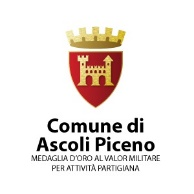 Comune di
Ascoli Piceno
MEDAGLIA D'ORO AL VALOR MILITARE
PER ATTIVITÀ PARTIGIANA